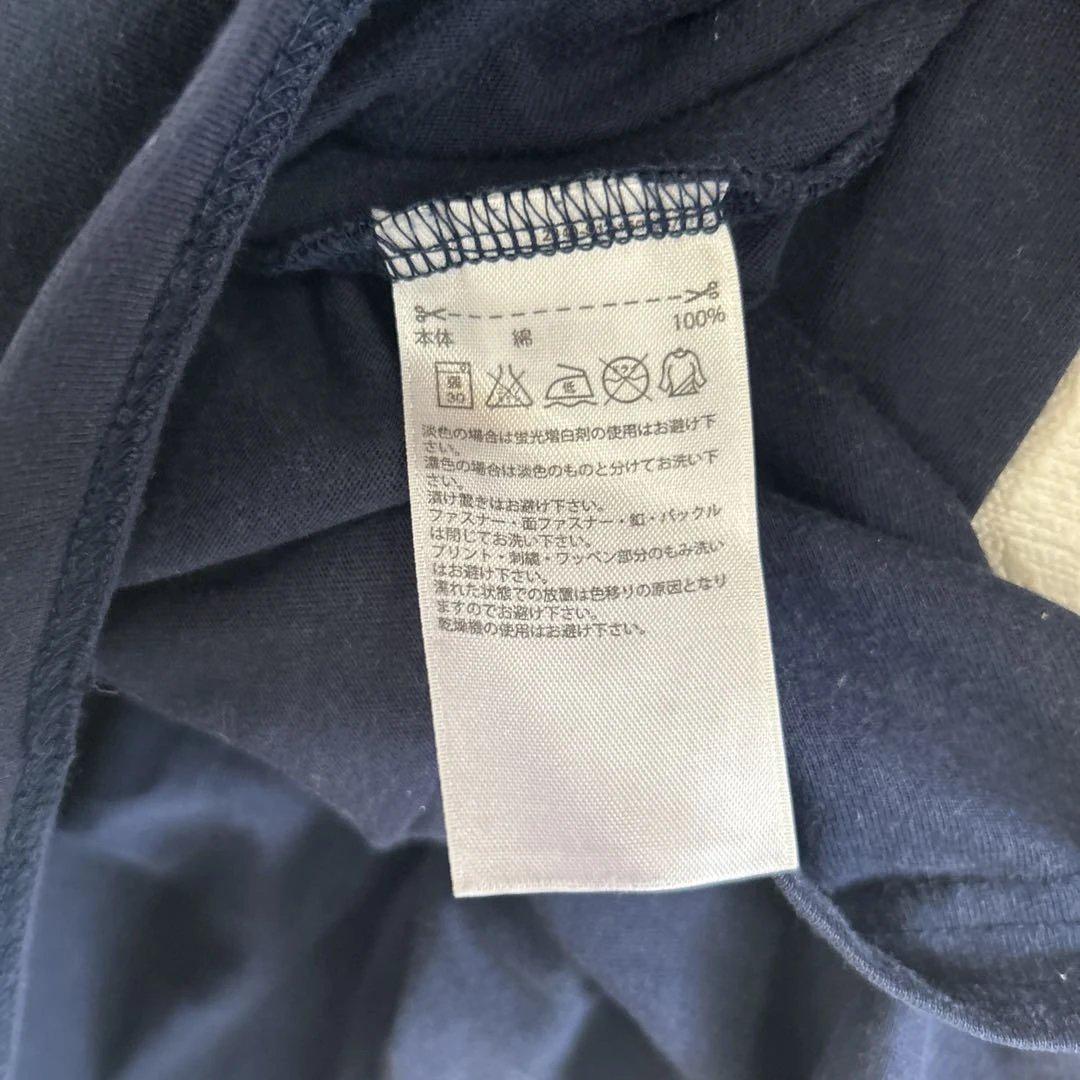 本体 綿 100%
弱 30
低
淡色の場合は蛍光増白剤の使用はお避け下
さい。
濃色の場合は淡色のものと分けてお洗い下
さい。
漬け置きはお避け下さい。
ファスナー・面ファスナー・釦・バックル
は閉じてお洗い下さい。
プリント・刺繍・ワッペン部分のもみ洗い
はお避け下さい。
濡れた状態での放置は色移りの原因となり
ますのでお避け下さい。
乾燥機の使用はお避け下さい。